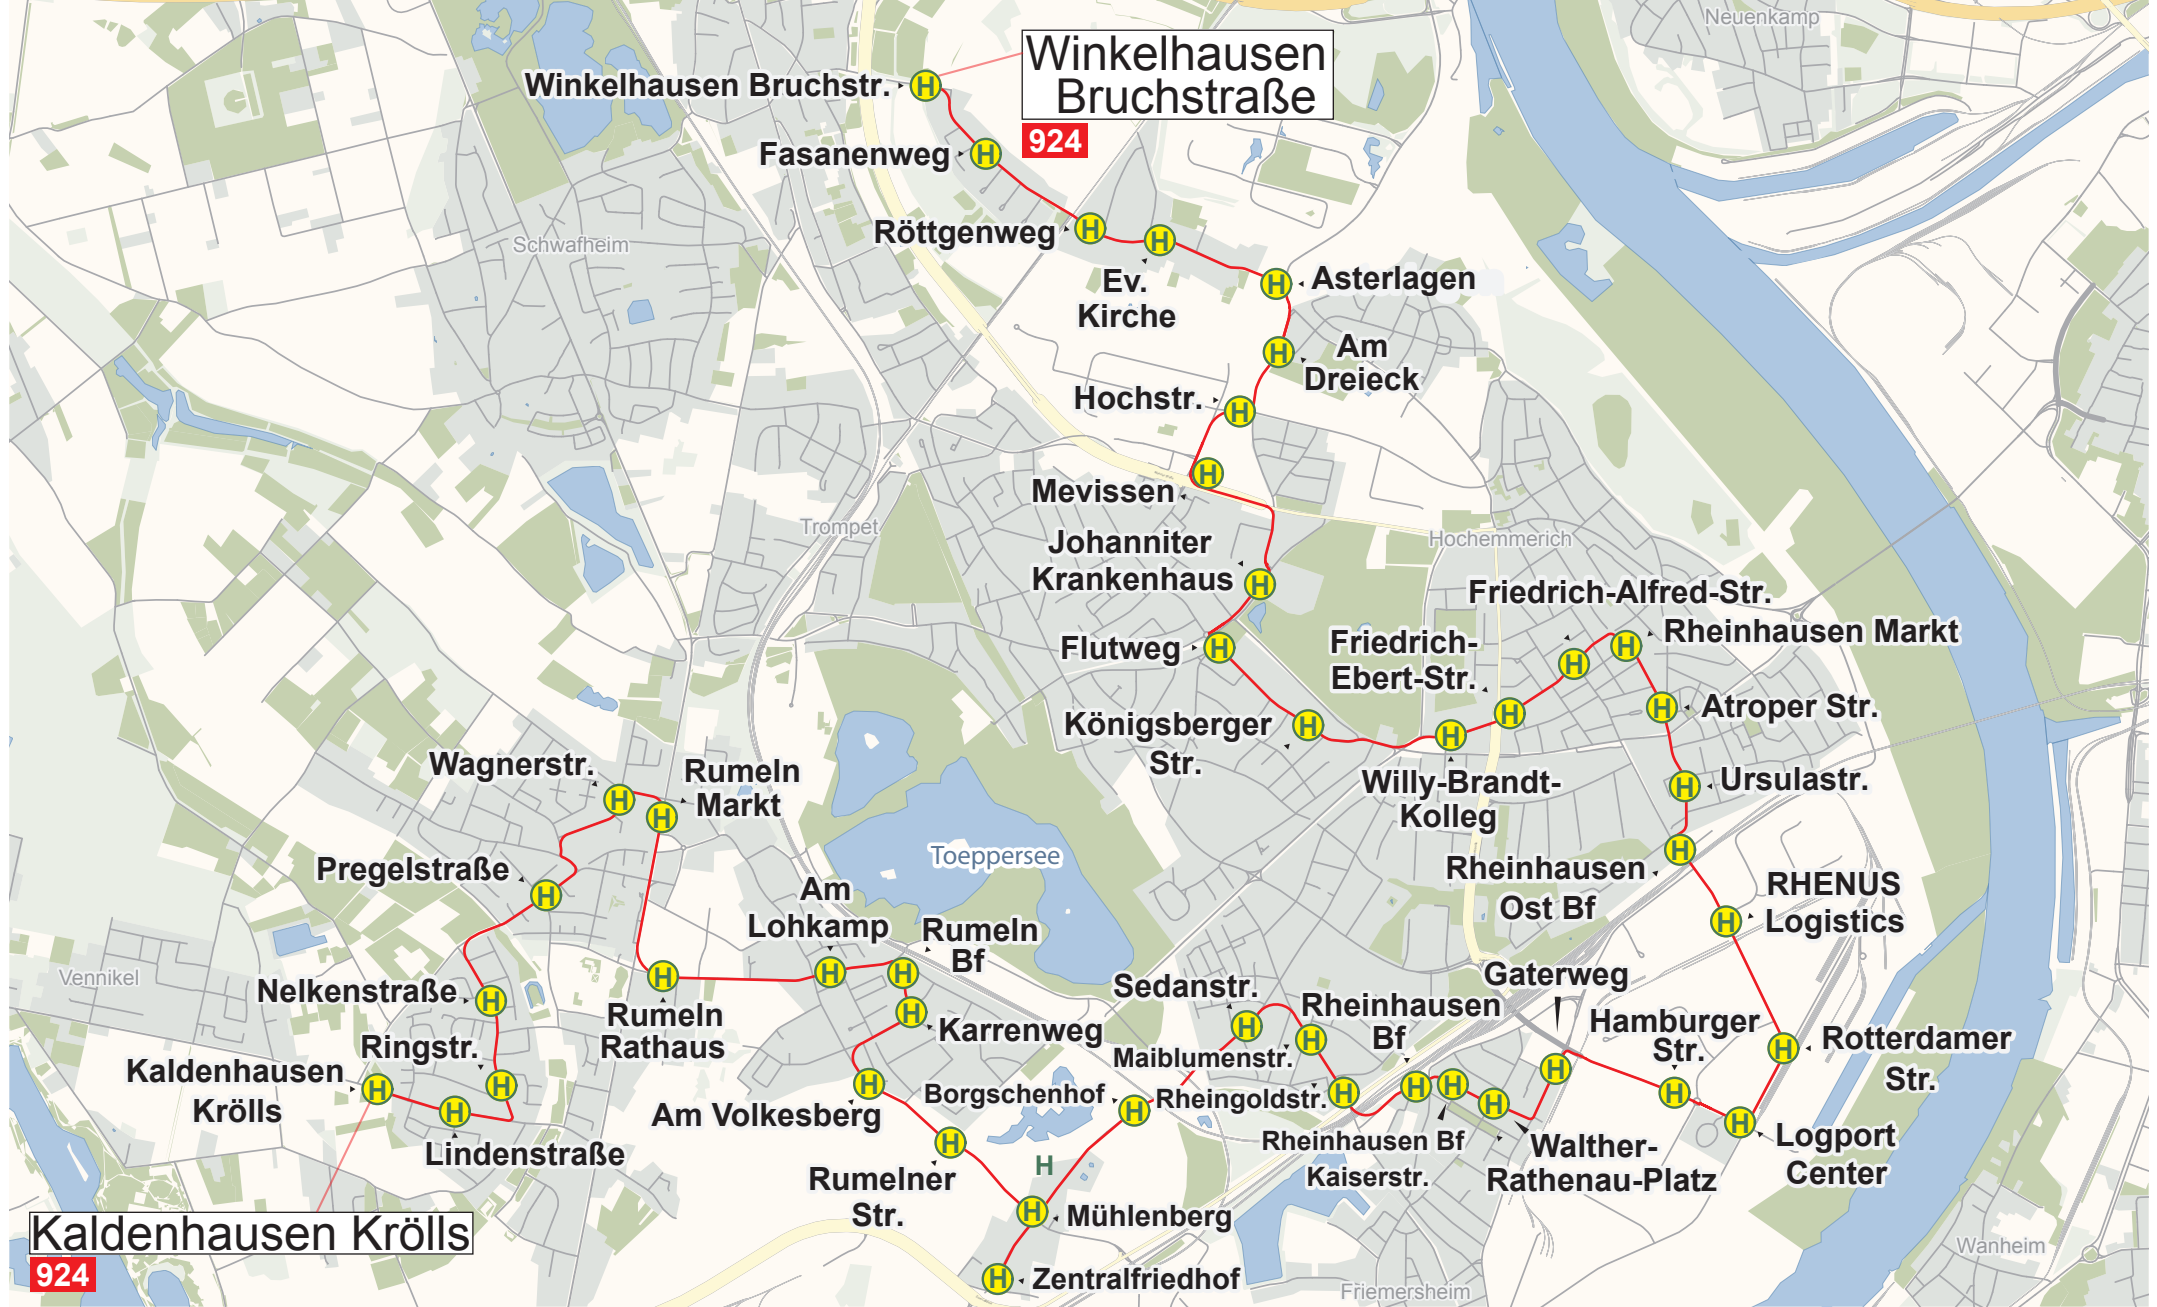 Neuenkamp
Winkelhausen
Bruchstraße
924
Winkelhausen Bruchstr.
H
Fasanenweg
H
Röttgenweg
H
H
Ev.
Kirche
Schwafheim
H
Asterlagen
H
Am
Dreieck
Hochstr.
H
H
Mevissen
Trompet
Hochemmerich
Johanniter
Krankenhaus
H
Flutweg
H
Friedrich-Alfred-Str.
H
H
Rheinhausen Markt
Friedrich-
Ebert-Str.
H
Königsberger
Str.
H
H
Willy-Brandt-
Kolleg
H
Atroper Str.
H
Ursulastr.
Rheinhausen
Ost Bf
H
RHENUS
Logistics
H
Wagnerstr.
H
H
Rumeln
Markt
Toeppersee
Pregelstraße
H
Am
Lohkamp
H
Rumeln
Bf
H
Vennikel
Nelkenstraße
H
H
Rumeln
Rathaus
H
Karrenweg
Sedanstr.
H
Rheinhausen
Bf
Gaterweg
Hamburger
Str.
H
Rotterdamer
Str.
Maiblumenstr.
H
Ringstr.
H
Kaldenhausen
Krölls
H
H
Lindenstraße
Am Volkesberg
H
Borgschenhof
H
Rheingoldstr.
H
H
H
H
H
H
H
Logport
Center
Rheinhausen Bf
Kaiserstr.
Walther-
Rathenau-Platz
H
Rumelner
Str.
H
H
Mühlenberg
Kaldenhausen Krölls
924
H
Zentralfriedhof
Friemersheim
Wanheim